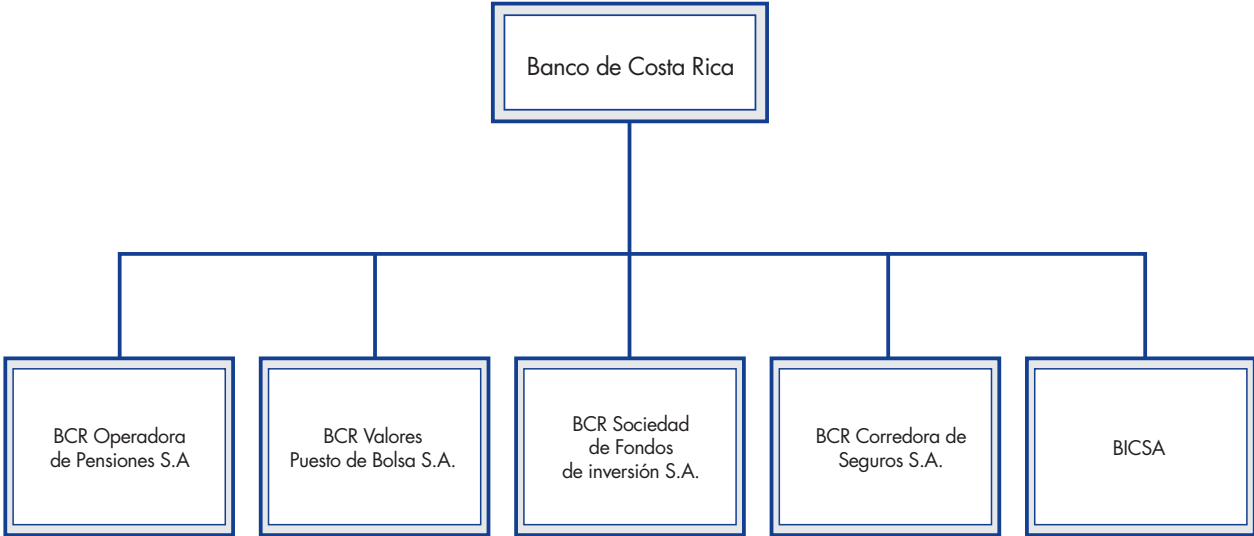 Banco de Costa Rica
BCR Operadora
de Pensiones S.A
BCR Valores
Puesto de Bolsa S.A.
BCR Sociedad
de Fondos
de inversión S.A.
BCR Corredora de
Seguros S.A.
BICSA